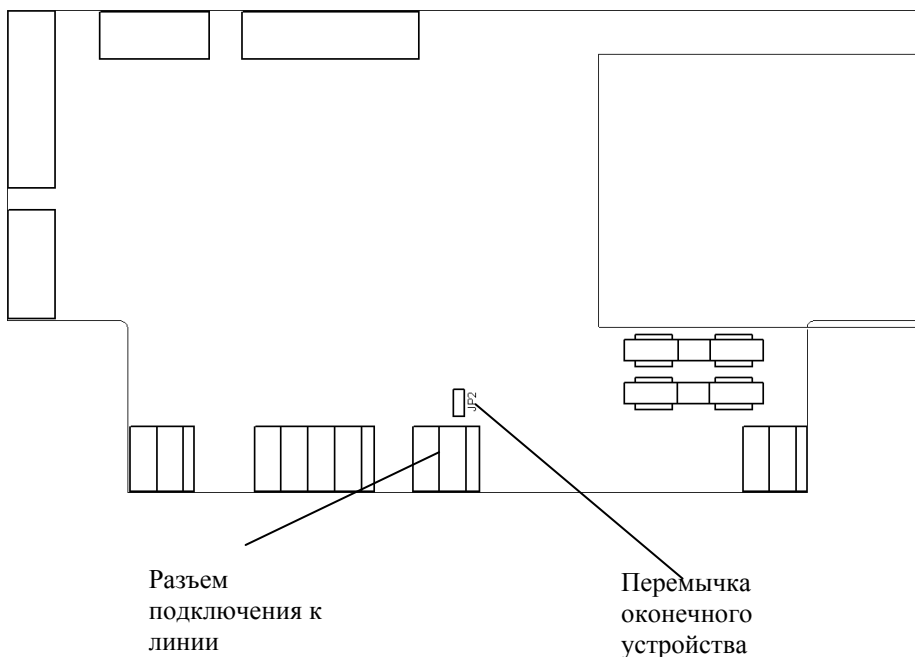 JP2
Разъем
подключения к
линии
Перемычка
оконечного
устройства